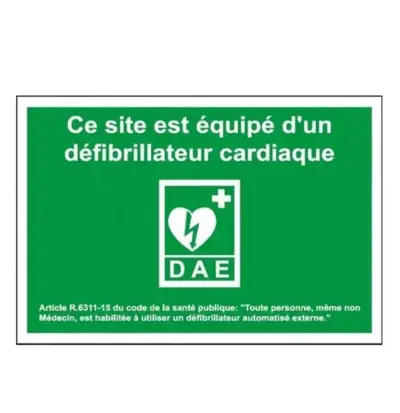 Ce site est équipé d'un
défibrillateur cardiaque
DAE
Article R.6311-15 du code de la santé publique: "Toute personne, même non
Médecin, est habilitée à utiliser un défibrillateur automatisé externe."